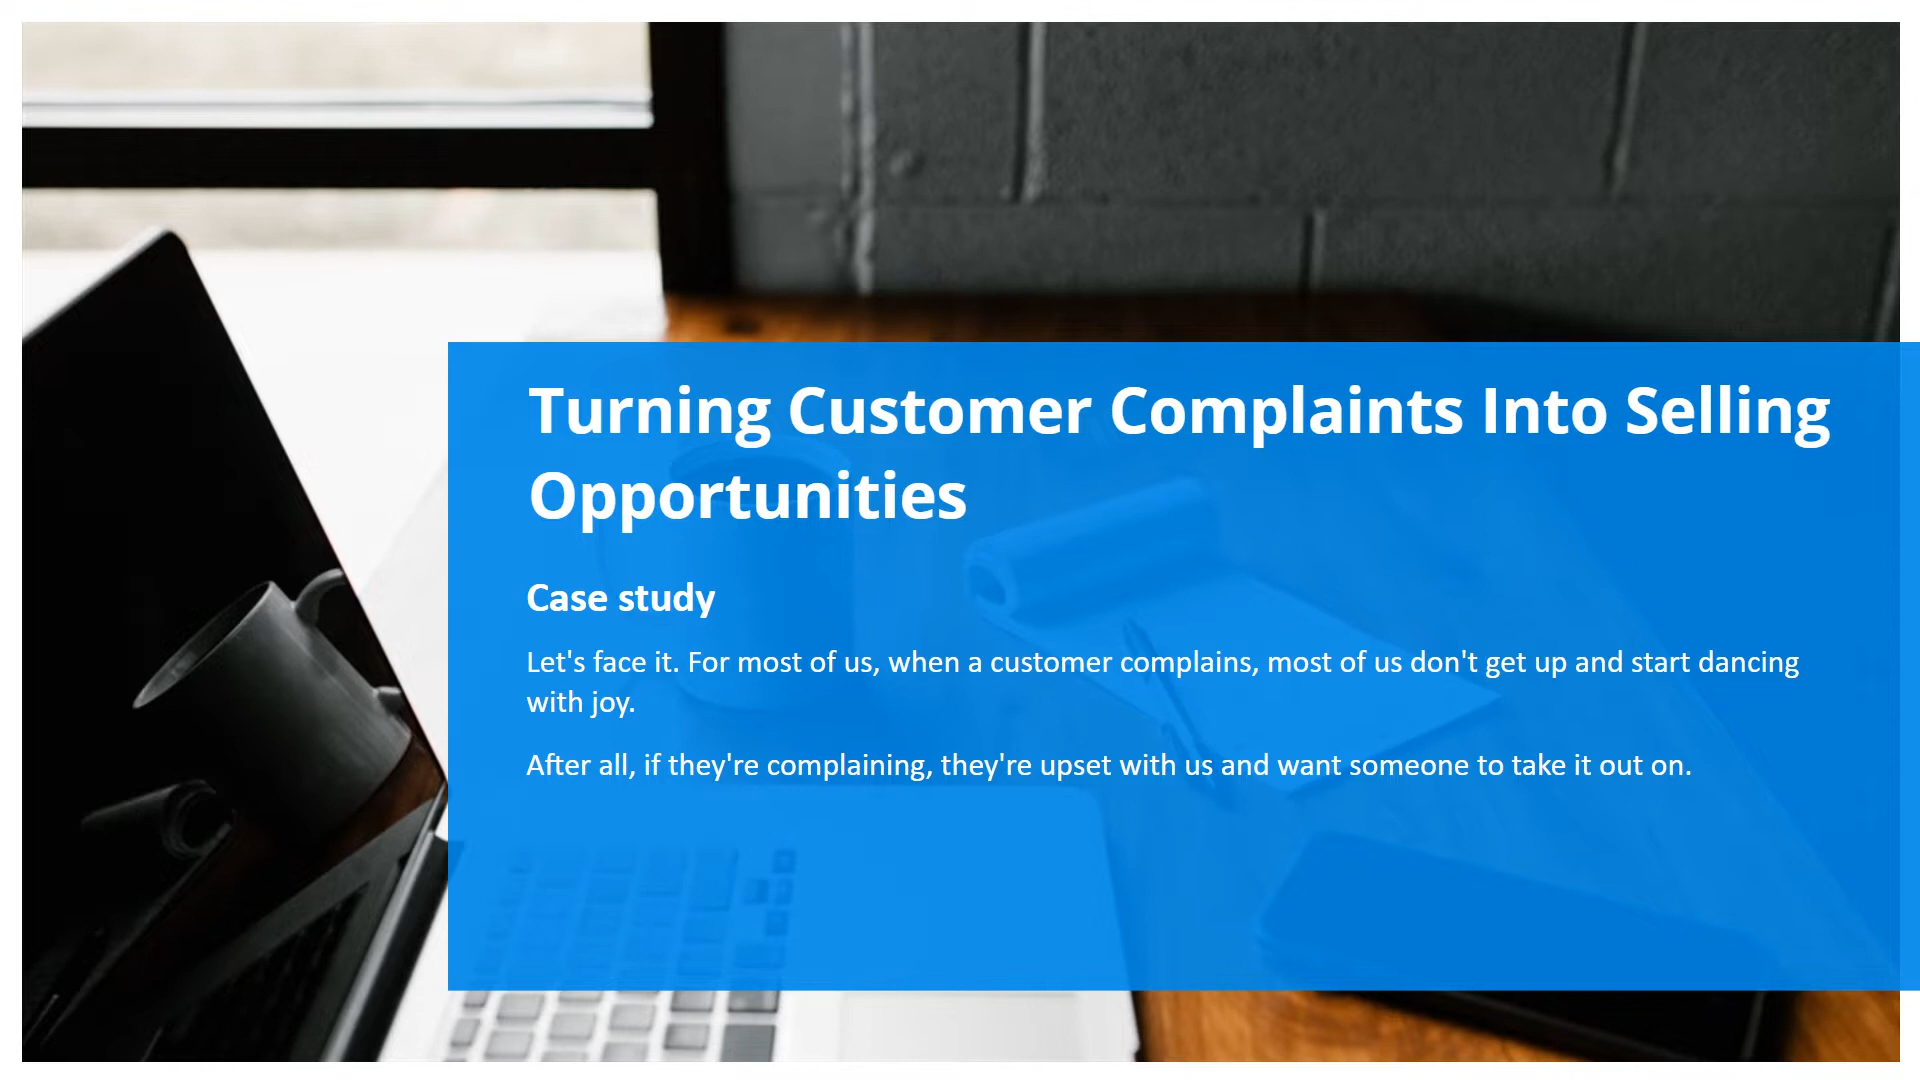 Turning Customer Complaints Into Selling
Opportunities
Case study
Let's face it. For most of us, when a customer complains, most of us don't get up and start dancing
with joy.
After all, if they're complaining, they're upset with us and want someone to take it out on.